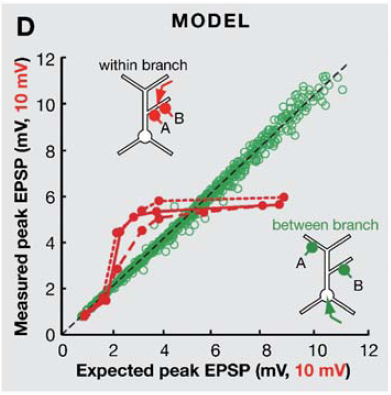 D
MODEL
Measured peak EPSP (mV, 10 mV)
12
10
8
6
4
2
0
within branch
A
B
between branch
A
B
0 2 4 6 8 10 12
Expected peak EPSP (mV, 10 mV)